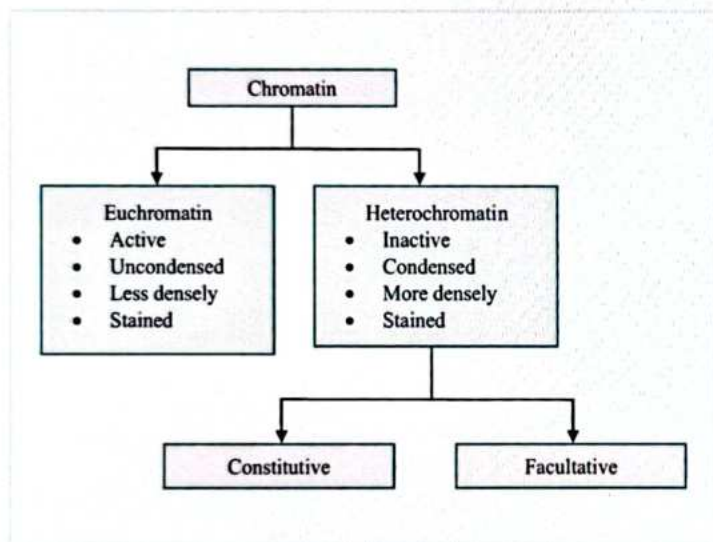 Chromatin
Euchromatin
• Active
• Uncondensed
• Less densely
• Stained
Heterochromatin
• Inactive
• Condensed
• More densely
• Stained
Constitutive
Facultative